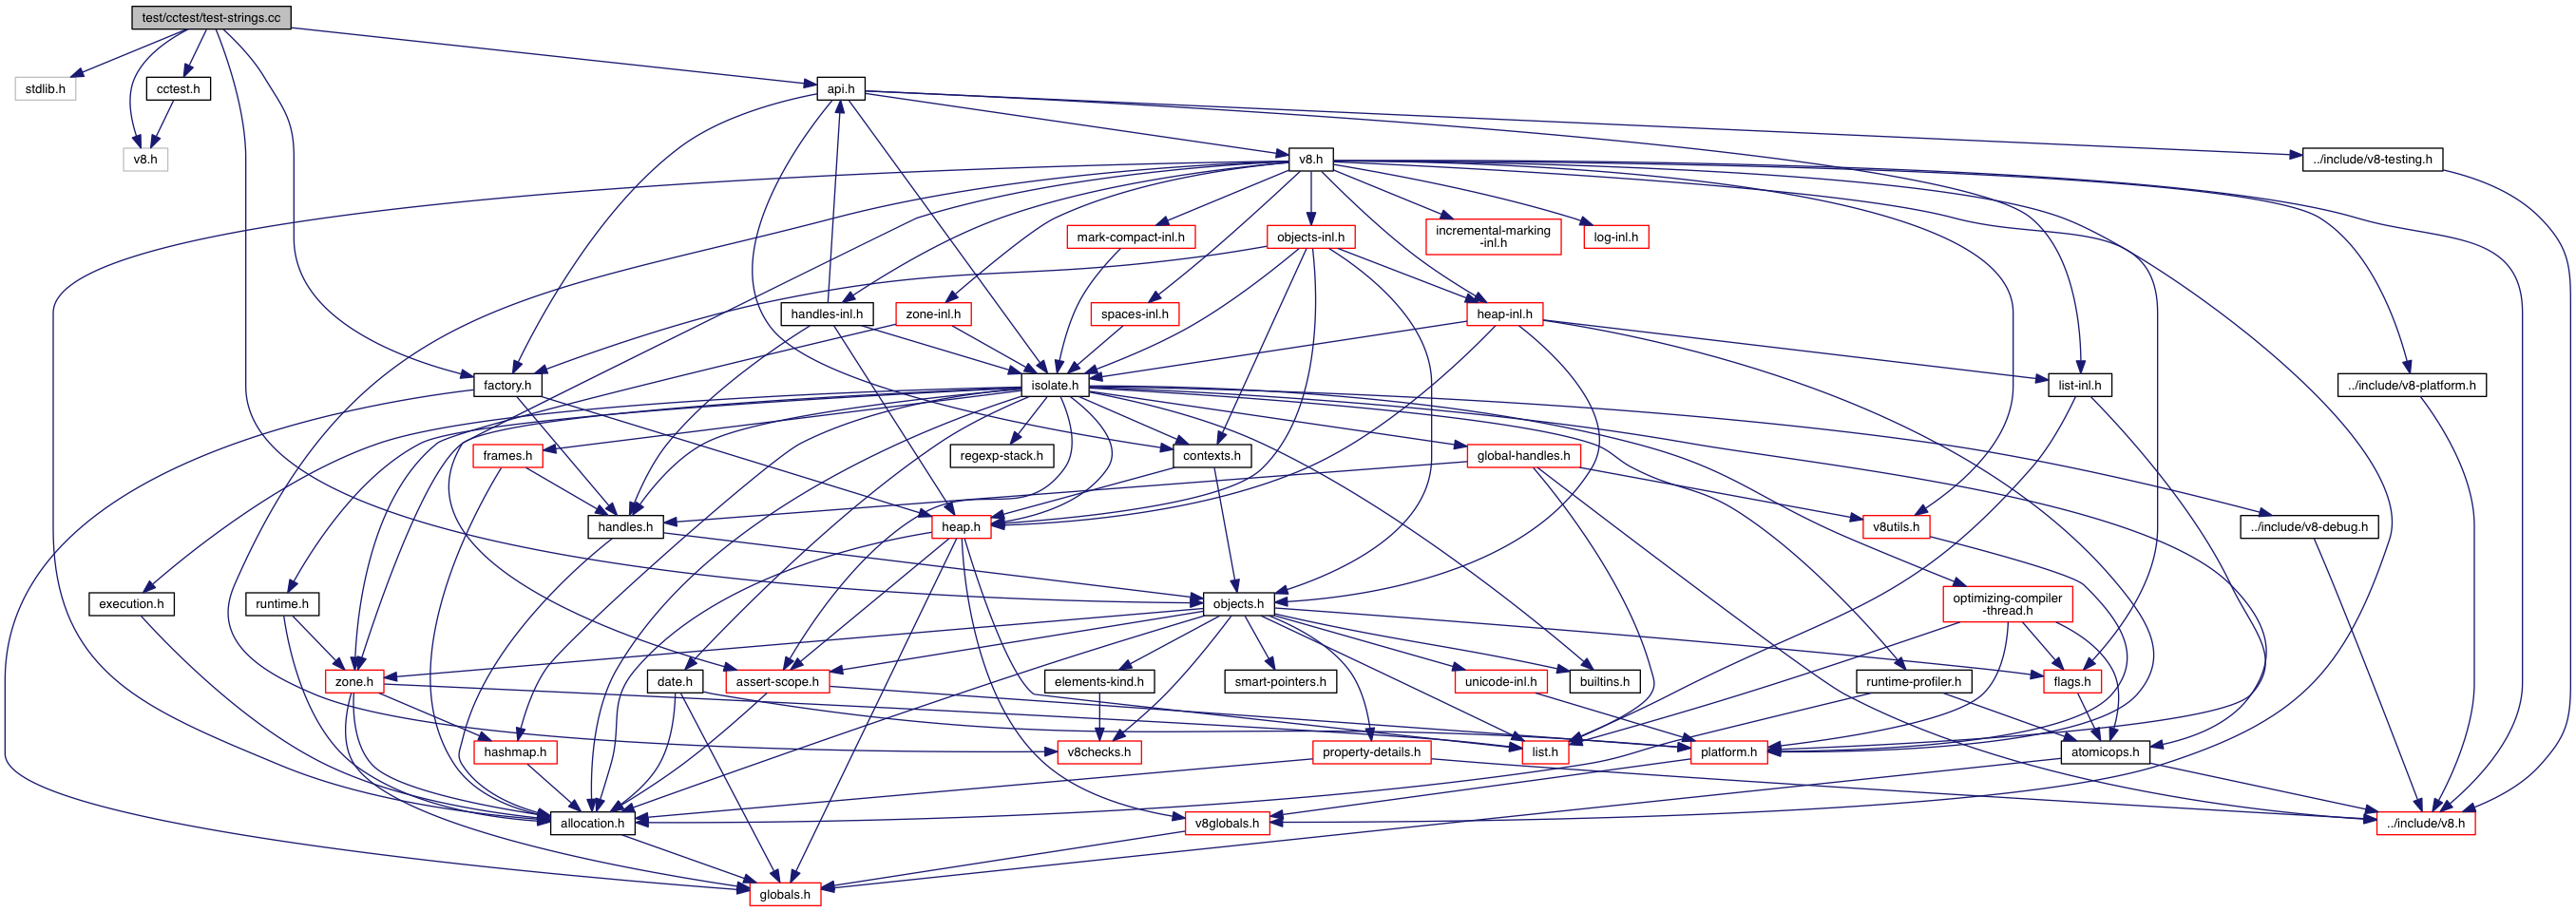 test/cctest/test-strings.cc
stdlib.h
cctest.h
api.h
v8.h
v8.h
../include/v8-testing.h
mark-compact-inl.h
objects-inl.h
incremental-marking
-inl.h
log-inl.h
handles-inl.h
zone-inl.h
spaces-inl.h
heap-inl.h
factory.h
isolate.h
list-inl.h
../include/v8-platform.h
frames.h
regexp-stack.h
contexts.h
global-handles.h
handles.h
heap.h
v8utils.h
../include/v8-debug.h
execution.h
runtime.h
objects.h
optimizing-compiler
-thread.h
zone.h
date.h
assert-scope.h
elements-kind.h
smart-pointers.h
unicode-inl.h
builtins.h
runtime-profiler.h
flags.h
hashmap.h
v8checks.h
property-details.h
list.h
platform.h
atomicops.h
allocation.h
v8globals.h
../include/v8.h
globals.h